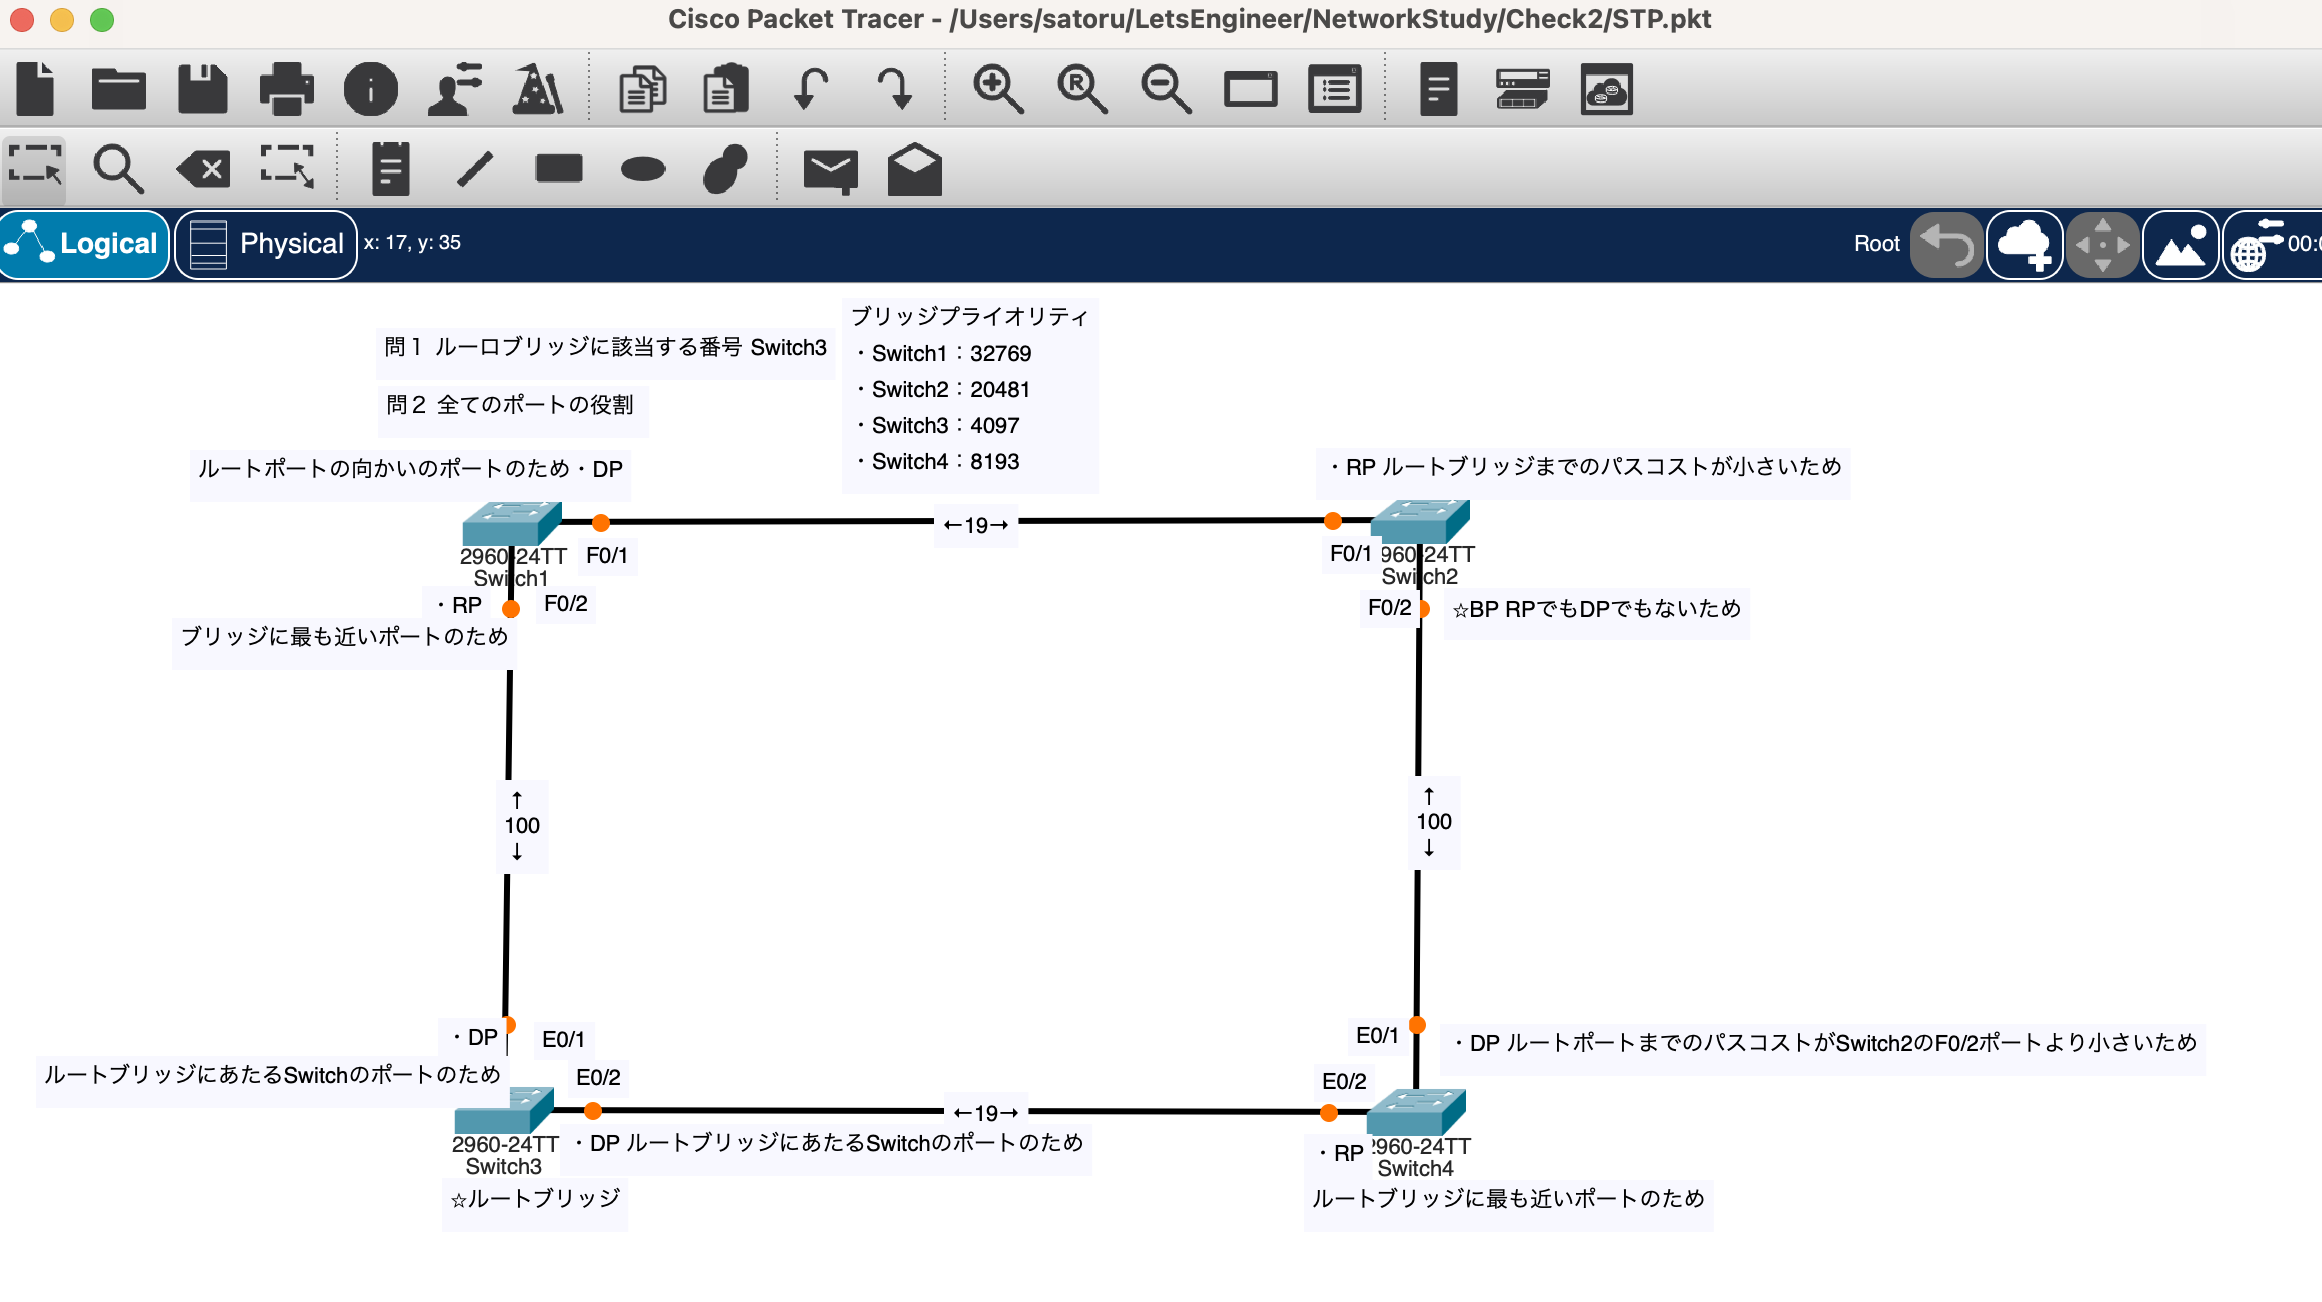 Cisco Packet Tracer - /Users/satoru/LetsEngineer/NetworkStudy/Check2/STP.pkt
Logical
Physical
x: 17, y: 35
Root
問１ ルーロブリッジに該当する番号 Switch3
問２ 全てのポートの役割
ブリッジプライオリティ
・Switch1：32769
・Switch2：20481
・Switch3：4097
・Switch4：8193
ルートポートの向かいのポートのため・DP
・RP ルートブリッジまでのパスコストが小さいため
←19→
F0/1
2960-24TT
Switch1
F0/1
960-24TT
Switch2
・RP
F0/2
ブリッジに最も近いポートのため
F0/2
☆BP RPでもDPでもないため
↑
100
↓
↑
100
↓
・DP
E0/1
ルートブリッジにあたるSwitchのポートのため
E0/2
E0/1
・DP ルートポートまでのパスコストがSwitch2のF0/2ポートより小さいため
E0/2
←19→
2960-24TT
Switch3
・DP ルートブリッジにあたるSwitchのポートのため
☆ルートブリッジ
・RP
2960-24TT
Switch4
ルートブリッジに最も近いポートのため